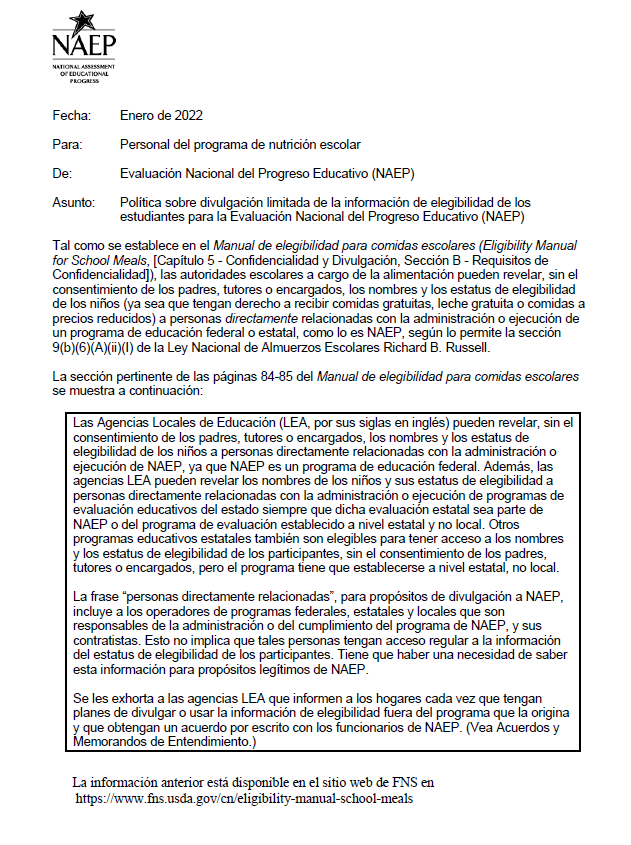 NAEP
NATIONAL ASSESSMENT
OF EDUCATIONAL
PROGRESS
Fecha: Enero de 2022
Para: Personal del programa de nutrición escolar
De: Evaluación Nacional del Progreso Educativo (NAEP)
Asunto: Política sobre divulgación limitada de la información de elegibilidad de los
estudiantes para la Evaluación Nacional del Progreso Educativo (NAEP)
Tal como se establece en el Manual de elegibilidad para comidas escolares (Eligibility Manual
for School Meals, [Capítulo 5 - Confidencialidad y Divulgación, Sección B - Requisitos de
Confidencialidad]), las autoridades escolares a cargo de la alimentación pueden revelar, sin el
consentimiento de los padres, tutores o encargados, los nombres y los estatus de elegibilidad
de los niños (ya sea que tengan derecho a recibir comidas gratuitas, leche gratuita o comidas a
precios reducidos) a personas directamente relacionadas con la administración o ejecución de
un programa de educación federal o estatal, como lo es NAEP, según lo permite la sección
9(b)(6)(A)(ii)(I) de la Ley Nacional de Almuerzos Escolares Richard B. Russell.
La sección pertinente de las páginas 84-85 del Manual de elegibilidad para comidas escolares
se muestra a continuación:
Las Agencias Locales de Educación (LEA, por sus siglas en inglés) pueden revelar, sin el
consentimiento de los padres, tutores o encargados, los nombres y los estatus de
elegibilidad de los niños a personas directamente relacionadas con la administración o
ejecución de NAEP, ya que NAEP es un programa de educación federal. Además, las
agencias LEA pueden revelar los nombres de los niños y sus estatus de elegibilidad a
personas directamente relacionadas con la administración o ejecución de programas de
evaluación educativos del estado siempre que dicha evaluación estatal sea parte de
NAEP o del programa de evaluación establecido a nivel estatal y no local. Otros
programas educativos estatales también son elegibles para tener acceso a los nombres
y los estatus de elegibilidad de los participantes, sin el consentimiento de los padres,
tutores o encargados, pero el programa tiene que establecerse a nivel estatal, no local.
La frase “personas directamente relacionadas”, para propósitos de divulgación a NAEP,
incluye a los operadores de programas federales, estatales y locales que son
responsables de la administración o del cumplimiento del programa de NAEP, y sus
contratistas. Esto no implica que tales personas tengan acceso regular a la información
del estatus de elegibilidad de los participantes. Tiene que haber una necesidad de saber
esta información para propósitos legítimos de NAEP.
Se les exhorta a las agencias LEA que informen a los hogares cada vez que tengan
planes de divulgar o usar la información de elegibilidad fuera del programa que la origina
y que obtengan un acuerdo por escrito con los funcionarios de NAEP. (Vea Acuerdos y
Memorandos de Entendimiento.)
La información anterior está disponible en el sitio web de FNS en
https://www.fns.usda.gov/cn/eligibility-manual-school-meals